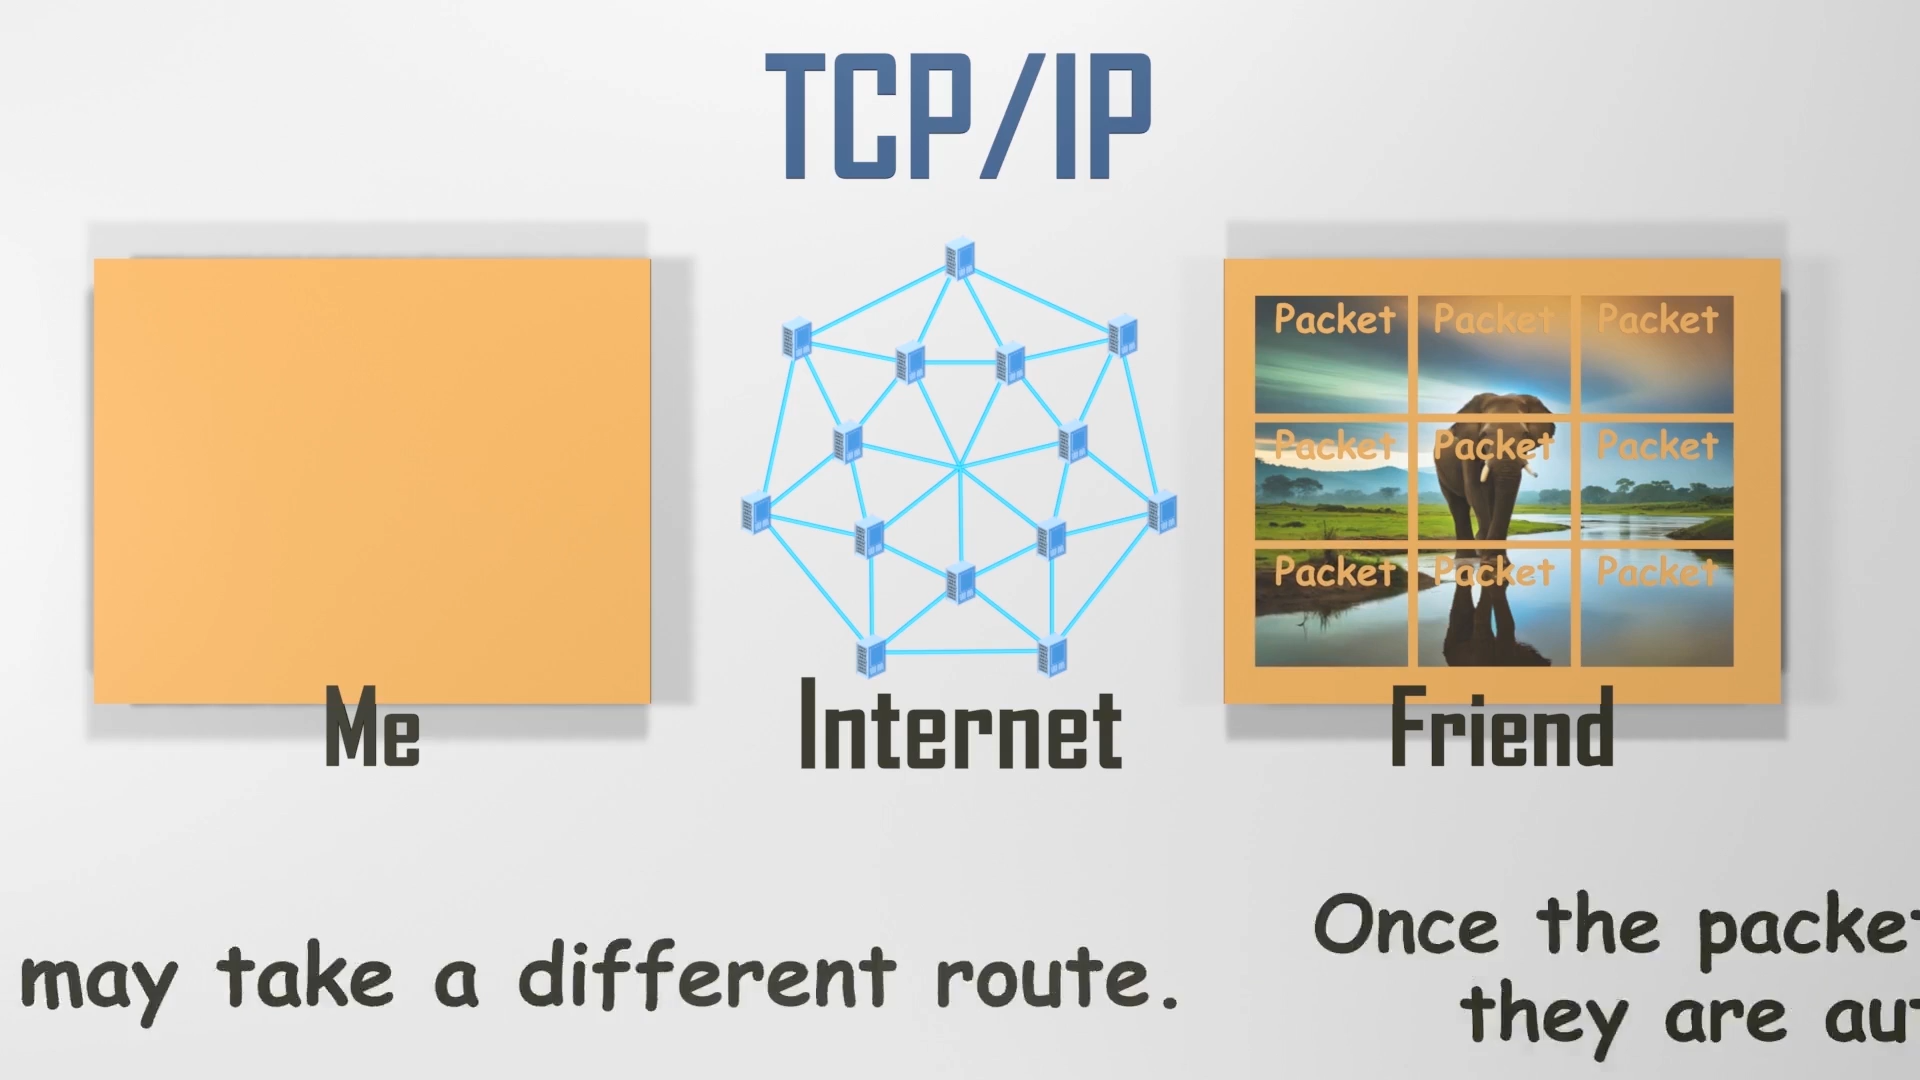 TCP/IP
Packet Packet Packet
Packet Packet Packet
Packet Packet Packet
Me
Internet
Friend
may take a different route.
Once the
they are